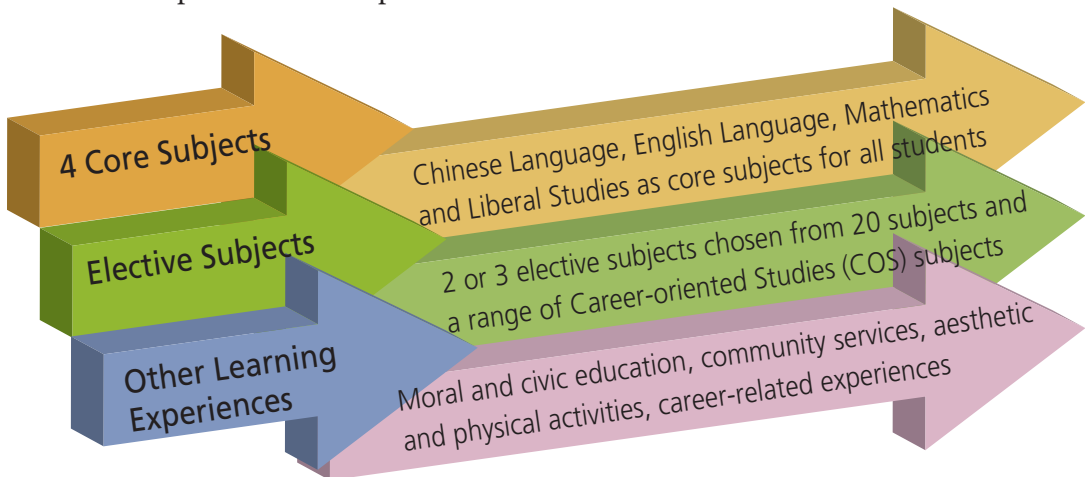 4 Core Subjects
Chinese Language, English Language, Mathematics
and Liberal Studies as core subjects for all students
Elective Subjects
2 or 3 elective subjects chosen from 20 subjects and
a range of Career-oriented Studies (COS) subjects
Other Learning
Experiences
Moral and civic education, community services, aesthetic
and physical activities, career-related experiences